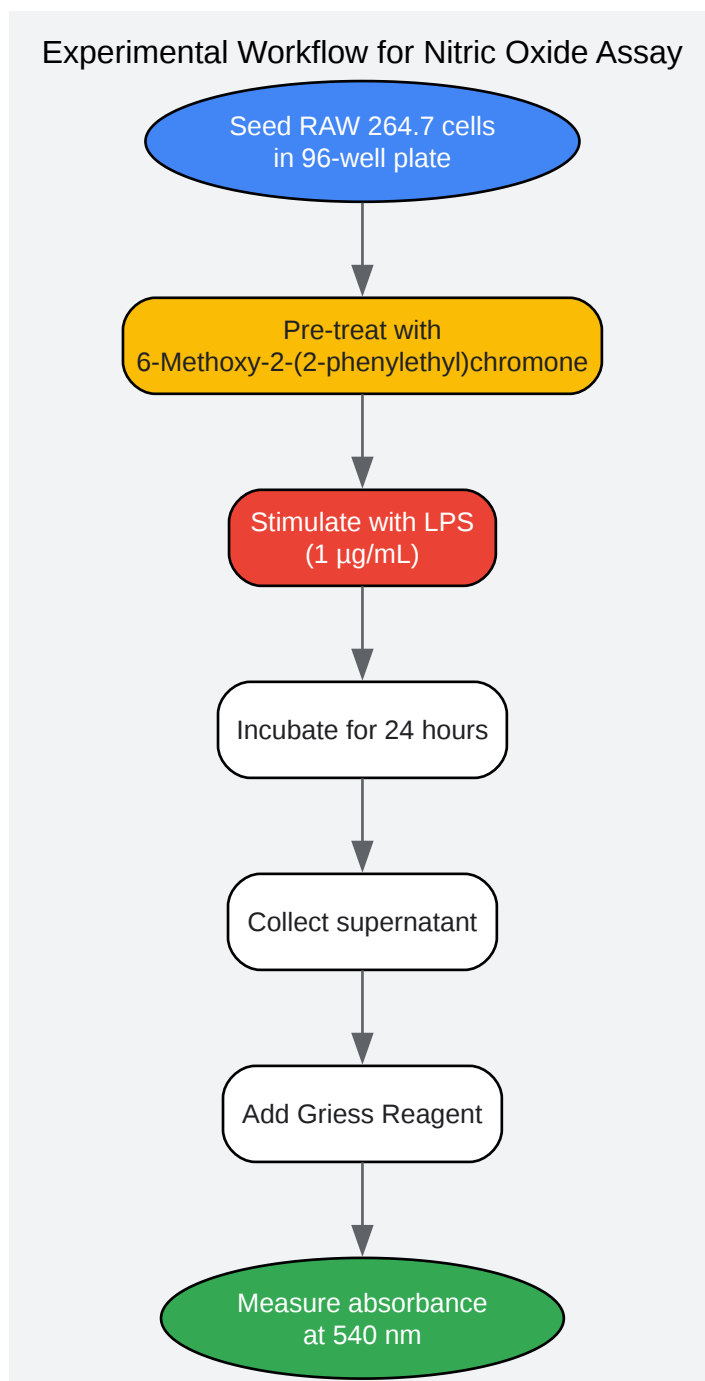 Experimental Workflow for Nitric Oxide Assay
Seed RAW 264.7 cells
in 96-well plate
Pre-treat with
6-Methoxy-2-(2-phenylethyl)chromone
Stimulate with LPS
(1 µg/mL)
Incubate for 24 hours
Collect supernatant
Add Griess Reagent
Measure absorbance
at 540 nm